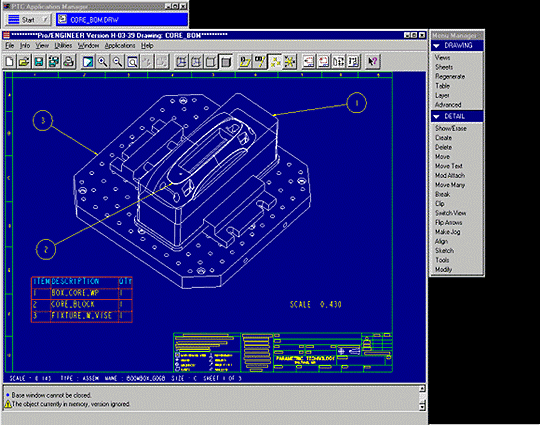 PTC Application Manager
Start
CORE_BOM.DRW
Pro/ENGINEER Version H-03-39 Drawing: CORE_BOM
File Info View Utilities Window Applications Help
Menu Manager
DRAWING
Views
Sheets
Regenerate
Table
Layer
Advanced
DETAIL
Show/Erase
Create
Delete
Move
Move Text
Mod Attach
Move Many
Break
Clip
Switch View
Flip Arrows
Make Jog
Align
Sketch
Tools
Modify
1
3
2
ITEM DESCRIPTION QTY
1 BOX_CORE_WP 1
2 CORE_BLOCK 1
3 FIXTURE_W_VISE 1
SCALE 0.430
PARAMETRIC TECHNOLOGY
SCALE : 0.143 TYPE : ASSEM NAME : BOOMBOX_GOGB SIZE : C SHEET 1 OF 3
Base window cannot be closed.
The object currently in memory, version ignored.